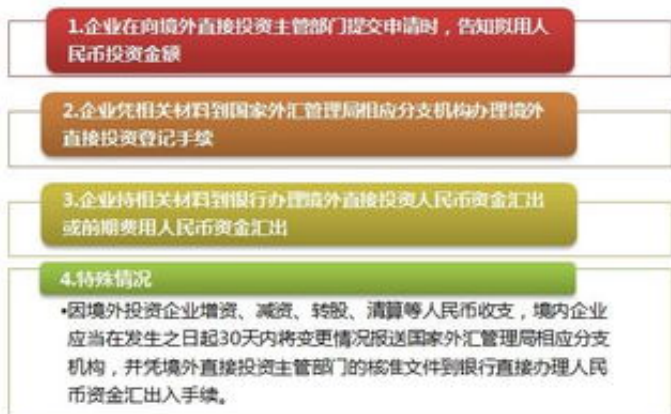 1.企业在向境外直接投资主管部门提交申请时，告知拟用人
民币投资金额
2.企业凭相关材料到国家外汇管理局相应分支机构办理境外
直接投资登记手续
3.企业持相关材料到银行办理境外直接投资人民币资金汇出
或前期费用人民币资金汇出
4.特殊情况
•因境外投资企业增资、减资、转股、清算等人民币收支，境内企业
应当在发生之日起30天内将变更情况报送国家外汇管理局相应分支
机构，并凭境外直接投资主管部门的核准文件到银行直接办理人民
币资金汇出入手续。